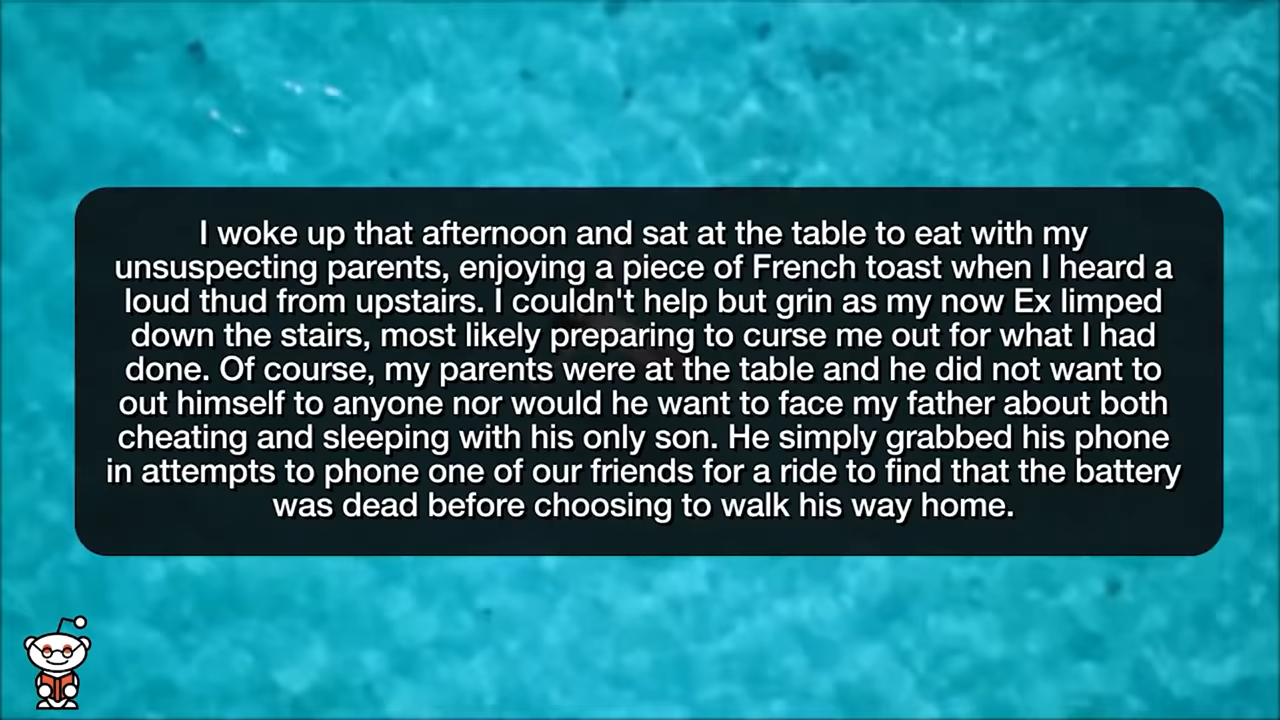 I woke up that afternoon and sat at the table to eat with my
unsuspecting parents, enjoying a piece of French toast when I heard a
loud thud from upstairs. I couldn't help but grin as my now Ex limped
down the stairs, most likely preparing to curse me out for what I had
done. Of course, my parents were at the table and he did not want to
out himself to anyone nor would he want to face my father about both
cheating and sleeping with his only son. He simply grabbed his phone
in attempts to phone one of our friends for a ride to find that the battery
was dead before choosing to walk his way home.